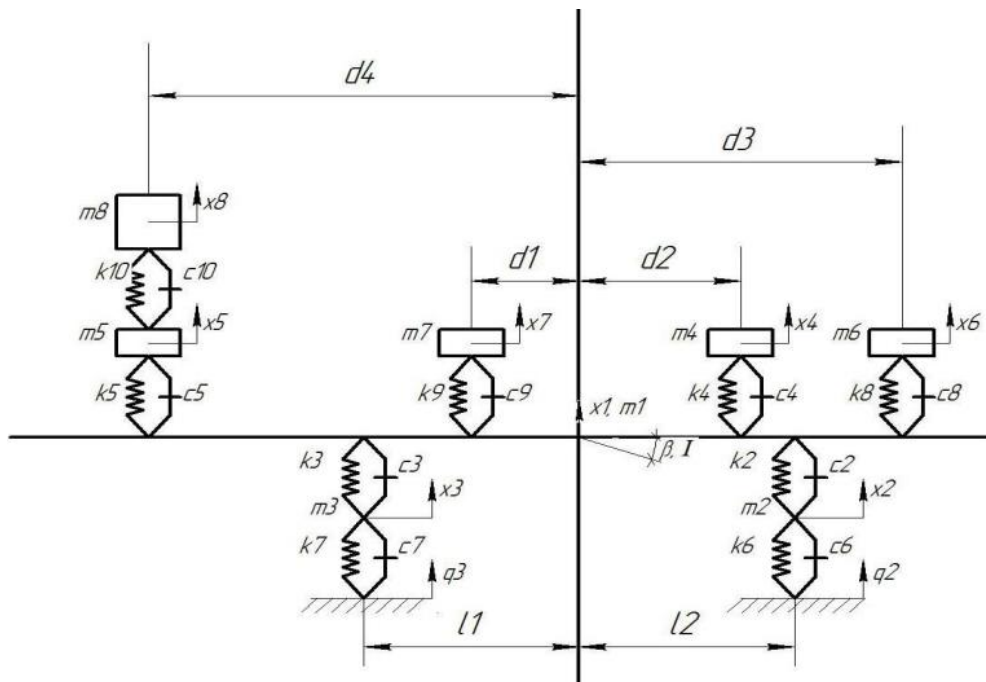 d4
d3
m8 x8
d1 d2
k10 c10
m5 x5 m7 x7 m4 x4 m6 x6
k5 c5 k9 c9 k4 c4 k8 c8
x1, m1
β, I
k3 c3 k2 c2
m3 x3 m2 x2
k7 c7 k6 c6
q3 q2
l1 l2